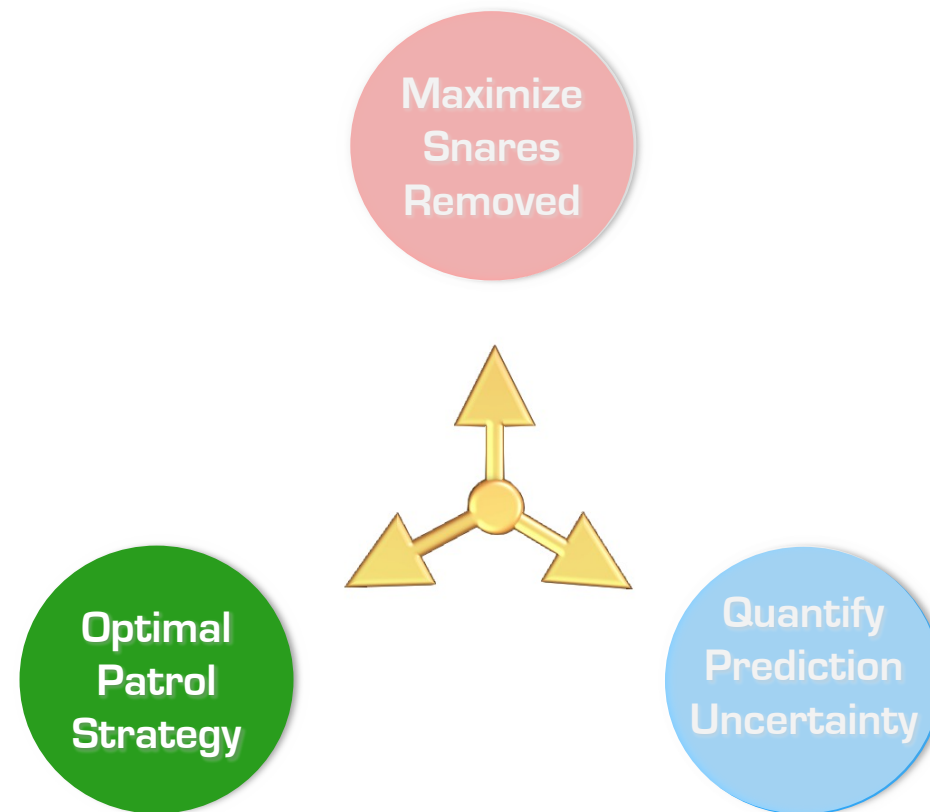 Maximize
Snares
Removed
Optimal
Patrol
Strategy
Quantify
Prediction
Uncertainty